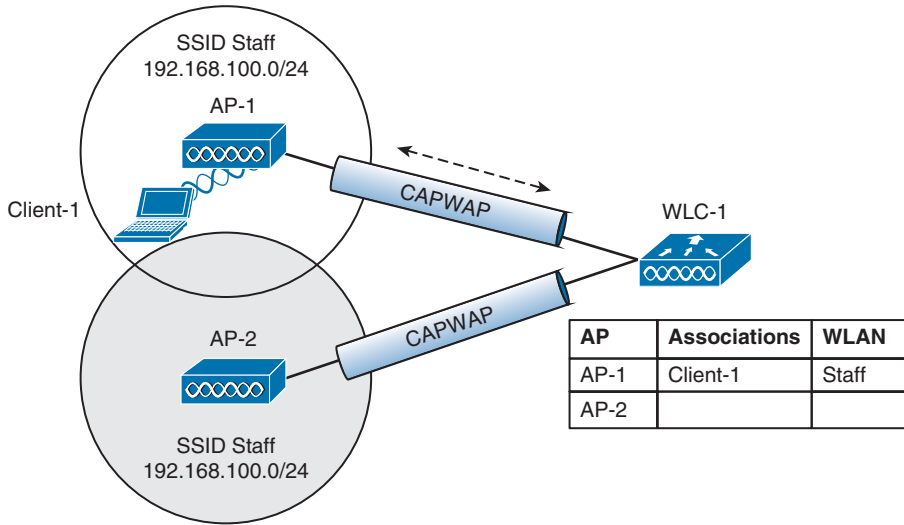 SSID Staff
192.168.100.0/24
AP-1
Client-1
CAPWAP
WLC-1
CAPWAP
AP-2
SSID Staff
192.168.100.0/24
AP Associations WLAN
AP-1 Client-1 Staff
AP-2